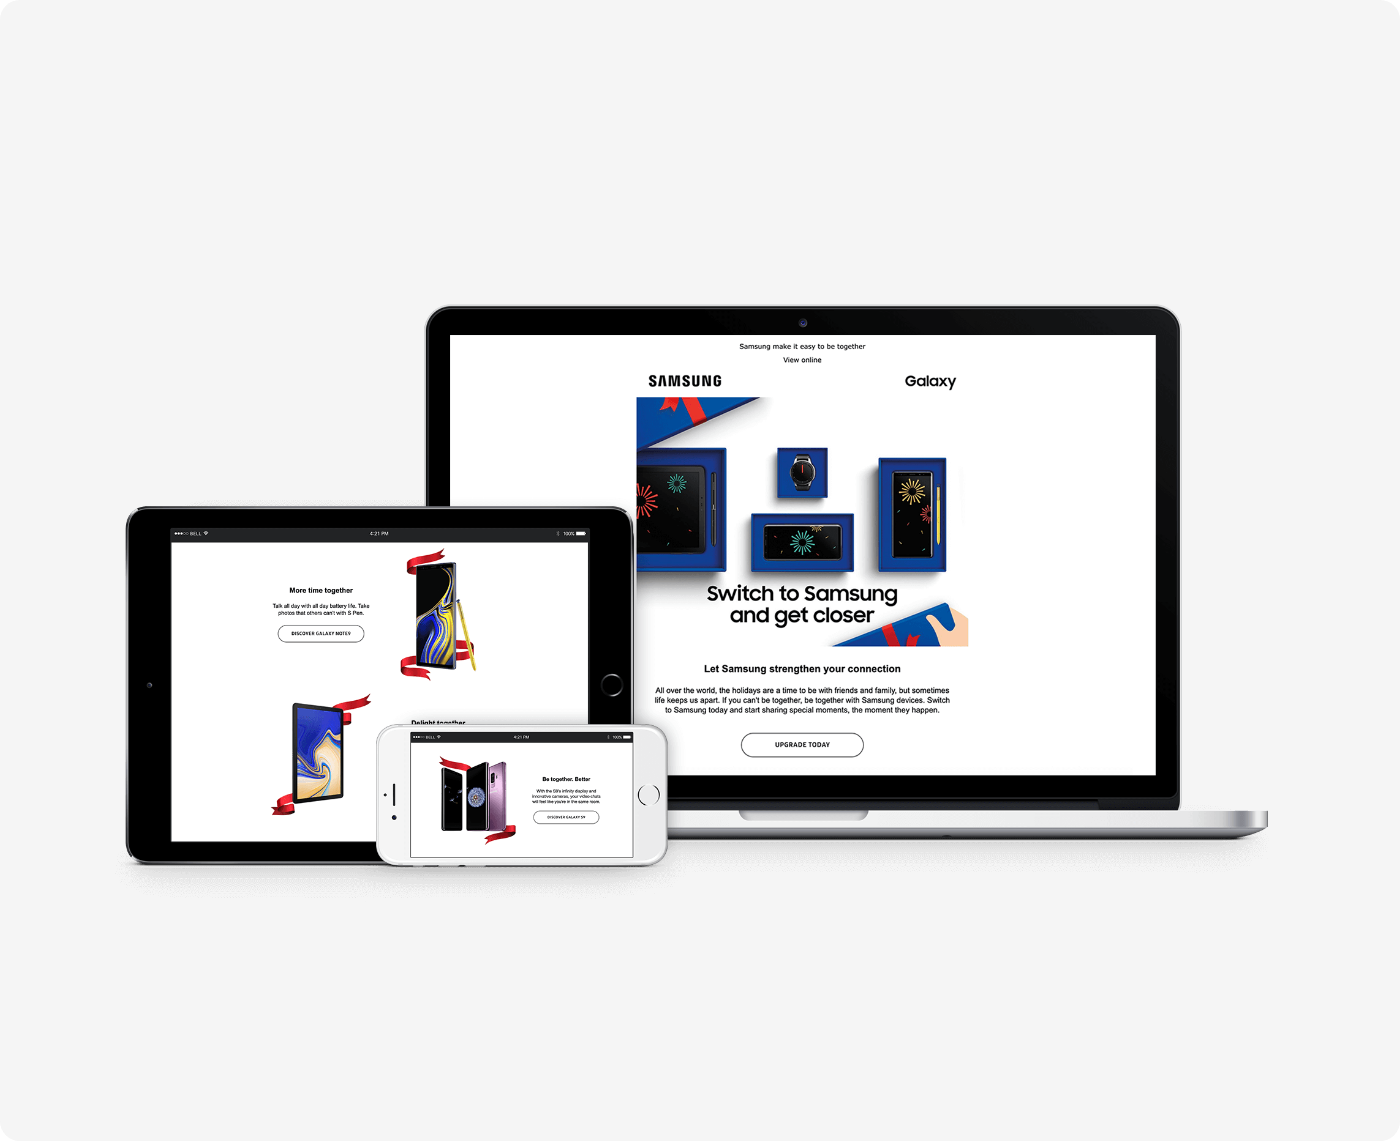 Samsung make it easy to be together
View online
SAMSUNG
Galaxy
Switch to Samsung
and get closer
Let Samsung strengthen your connection
All over the world, the holidays are a time to be with friends and family, but sometimes
life keeps us apart. If you can't be together, be together with Samsung devices. Switch
to Samsung today and start sharing special moments, the moment they happen.
UPGRADE TODAY
BELL
4:21 PM
100%
More time together
Talk all day with all day battery life. Take
photos that others can't with S Pen.
DISCOVER GALAXY NOTE9
Delight together
BELL
4:21 PM
100%
Be together. Better
With the S9's infinity display and
innovative cameras, your video chats
will feel like you're in the same room.
DISCOVER GALAXY S9